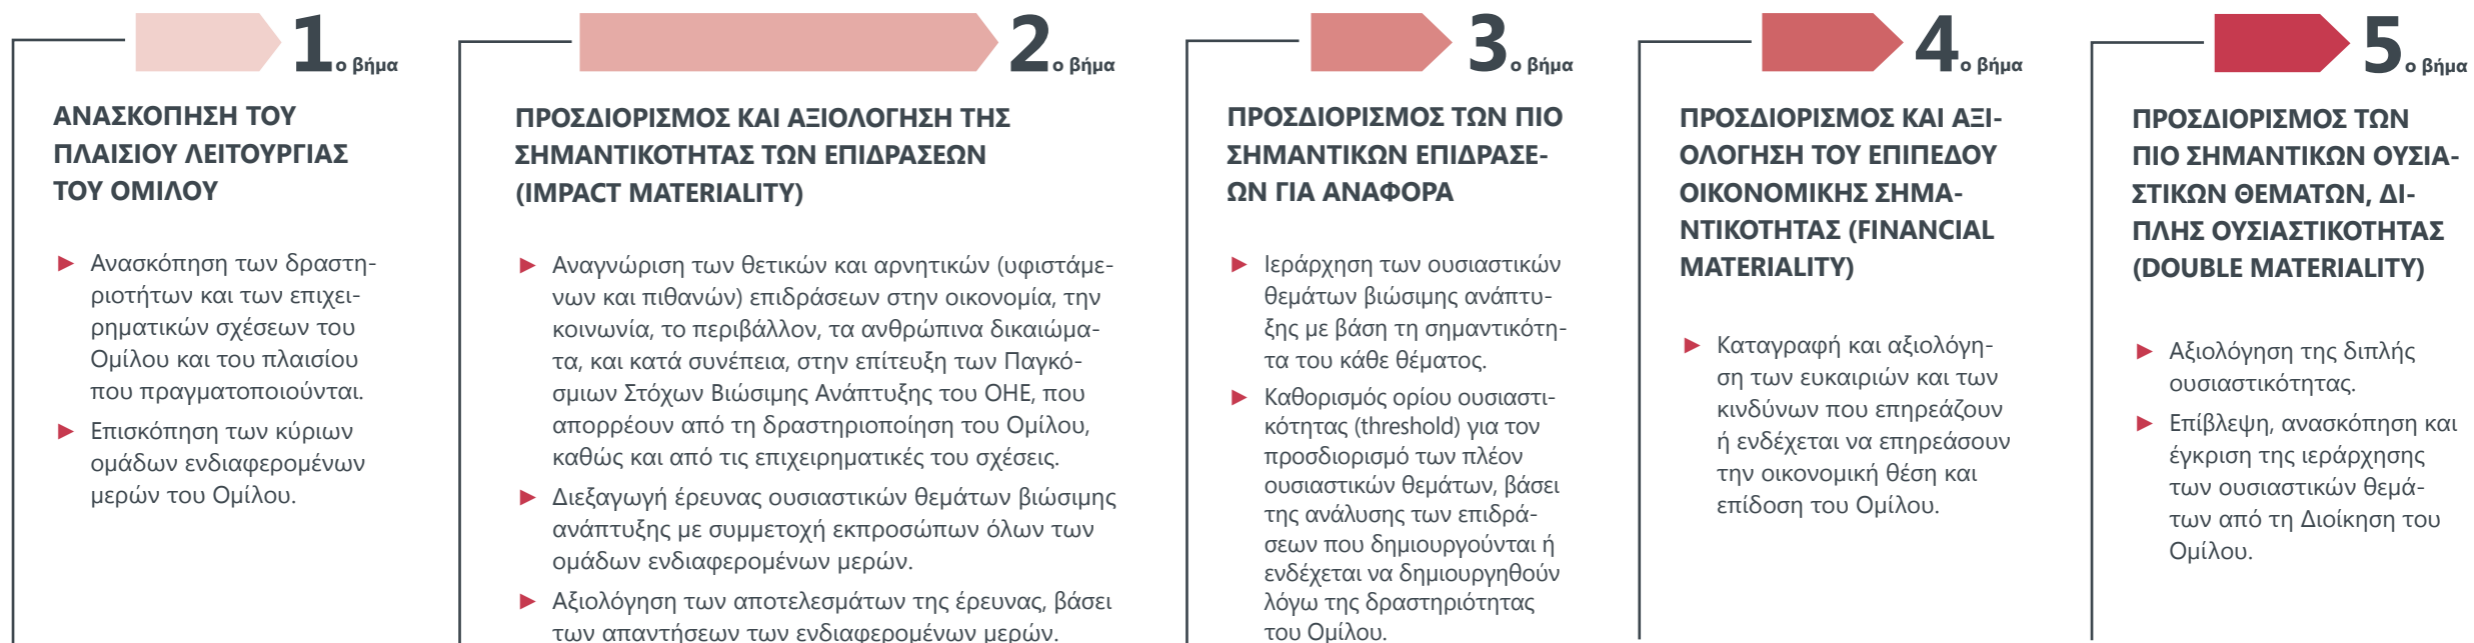 1ο βήμα
ΑΝΑΣΚΟΠΗΣΗ ΤΟΥ
ΠΛΑΙΣΙΟΥ ΛΕΙΤΟΥΡΓΙΑΣ
ΤΟΥ ΟΜΙΛΟΥ
► Ανασκόπηση των δραστη-
ριοτήτων και των επιχει-
ρηματικών σχέσεων του
Ομίλου και του πλαισίου
που πραγματοποιούνται.
► Επισκόπηση των κύριων
ομάδων ενδιαφερομένων
μερών του Ομίλου.
2ο βήμα
ΠΡΟΣΔΙΟΡΙΣΜΟΣ ΚΑΙ ΑΞΙΟΛΟΓΗΣΗ ΤΗΣ
ΣΗΜΑΝΤΙΚΟΤΗΤΑΣ ΤΩΝ ΕΠΙΔΡΑΣΕΩΝ
(IMPACT MATERIALITY)
► Αναγνώριση των θετικών και αρνητικών (υφιστάμε-
νων και πιθανών) επιδράσεων στην οικονομία, την
κοινωνία, το περιβάλλον, τα ανθρώπινα δικαιώμα-
τα, και κατά συνέπεια, στην επίτευξη των Παγκό-
σμιων Στόχων Βιώσιμης Ανάπτυξης του ΟΗΕ, που
απορρέουν από τη δραστηριοποίηση του Ομίλου,
καθώς και από τις επιχειρηματικές του σχέσεις.
► Διεξαγωγή έρευνας ουσιαστικών θεμάτων βιώσιμης
ανάπτυξης με συμμετοχή εκπροσώπων όλων των
ομάδων ενδιαφερομένων μερών.
► Αξιολόγηση των αποτελεσμάτων της έρευνας, βάσει
των απαντήσεων των ενδιαφερομένων μερών.
3ο βήμα
ΠΡΟΣΔΙΟΡΙΣΜΟΣ ΤΩΝ ΠΙΟ
ΣΗΜΑΝΤΙΚΩΝ ΕΠΙΔΡΑΣΕ-
ΩΝ ΓΙΑ ΑΝΑΦΟΡΑ
► Ιεράρχηση των ουσιαστικών
θεμάτων βιώσιμης ανάπτυ-
ξης με βάση τη σημαντικότη-
τα του κάθε θέματος.
► Καθορισμός ορίου ουσιαστι-
κότητας (threshold) για τον
προσδιορισμό των πλέον
ουσιαστικών θεμάτων, βάσει
της ανάλυσης των επιδρά-
σεων που δημιουργούνται ή
ενδέχεται να δημιουργηθούν
λόγω της δραστηριότητας
του Ομίλου.
4ο βήμα
ΠΡΟΣΔΙΟΡΙΣΜΟΣ ΚΑΙ ΑΞΙ-
ΟΛΟΓΗΣΗ ΤΟΥ ΕΠΙΠΕΔΟΥ
ΟΙΚΟΝΟΜΙΚΗΣ ΣΗΜΑ-
ΝΤΙΚΟΤΗΤΑΣ (FINANCIAL
MATERIALITY)
► Καταγραφή και αξιολόγη-
ση των ευκαιριών και των
κινδύνων που επηρεάζουν
ή ενδέχεται να επηρεάσουν
την οικονομική θέση και
επίδοση του Ομίλου.
5ο βήμα
ΠΡΟΣΔΙΟΡΙΣΜΟΣ ΤΩΝ
ΠΙΟ ΣΗΜΑΝΤΙΚΩΝ ΟΥΣΙΑ-
ΣΤΙΚΩΝ ΘΕΜΑΤΩΝ, ΔΙ-
ΠΛΗΣ ΟΥΣΙΑΣΤΙΚΟΤΗΤΑΣ
(DOUBLE MATERIALITY)
► Αξιολόγηση της διπλής
ουσιαστικότητας.
► Επίβλεψη, ανασκόπηση και
έγκριση της ιεράρχησης
των ουσιαστικών θεμά-
των από τη Διοίκηση του
Ομίλου.